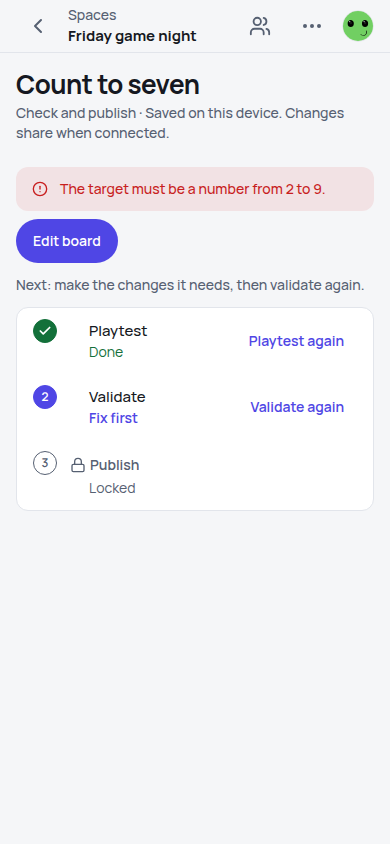 Spaces
Friday game night
Count to seven
Check and publish · Saved on this device. Changes
share when connected.
The target must be a number from 2 to 9.
Edit board
Next: make the changes it needs, then validate again.
Playtest
Done
Playtest again
2
Validate
Fix first
Validate again
3
Publish
Locked